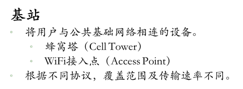 基站
◦ 将用户与公共基础网络相连的设备。
◦ 蜂窝塔（Cell Tower）
◦ WiFi接入点（Access Point）
◦ 根据不同协议，覆盖范围及传输速率不同。